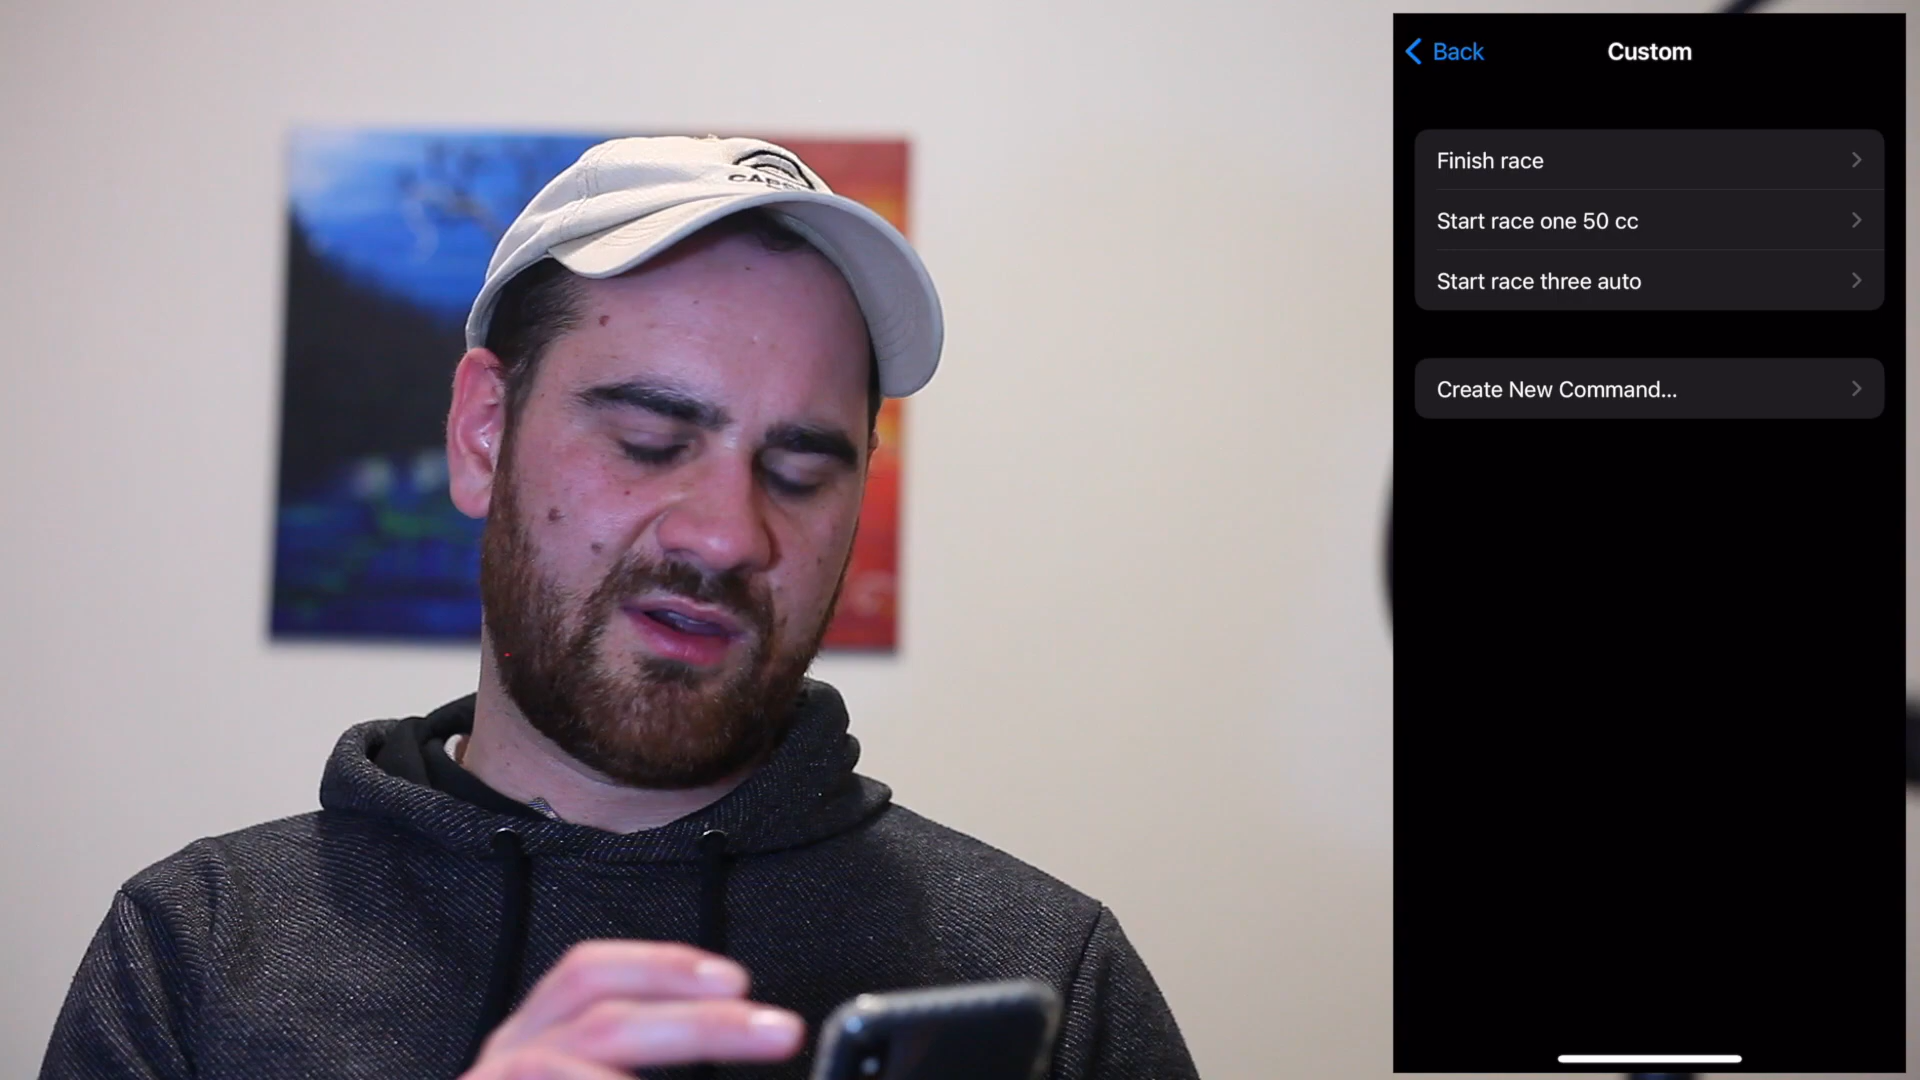 Back
Custom
Finish race
Start race one 50 cc
Start race three auto
Create New Command...